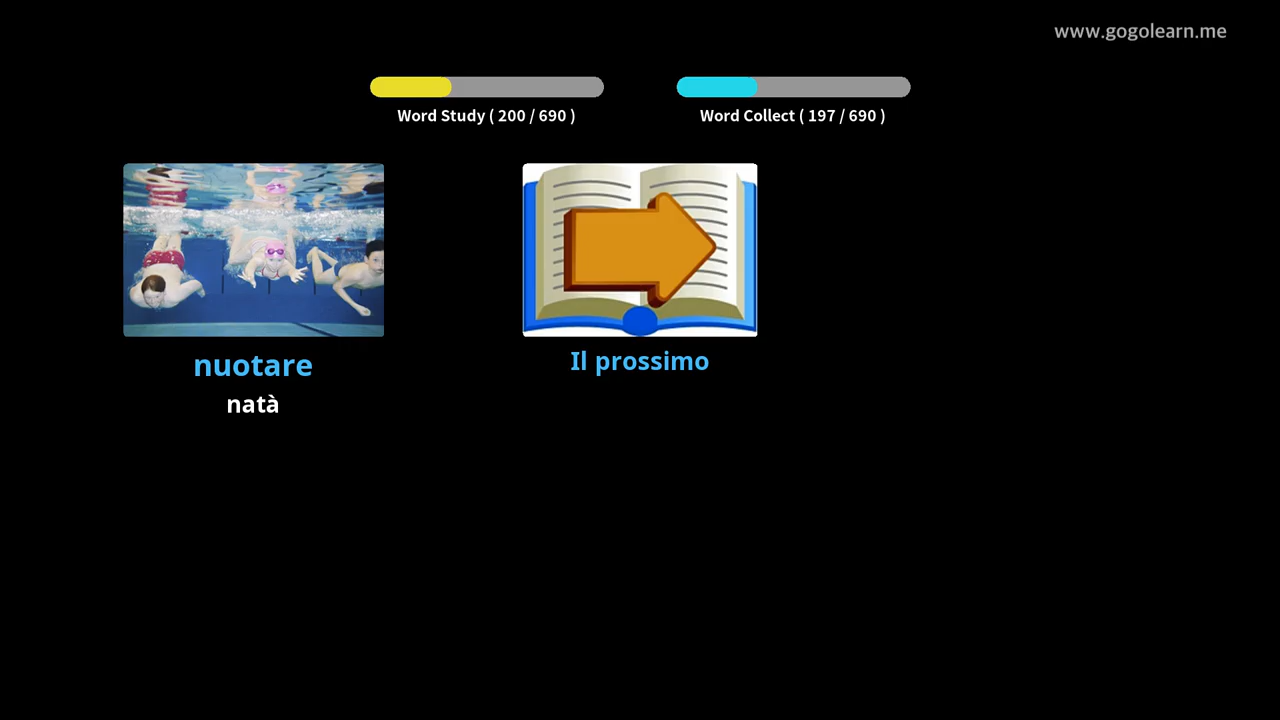 www.gogolearn.me
Word Study ( 200 / 690 )
Word Collect ( 197 / 690 )
nuotare
natà
Il prossimo